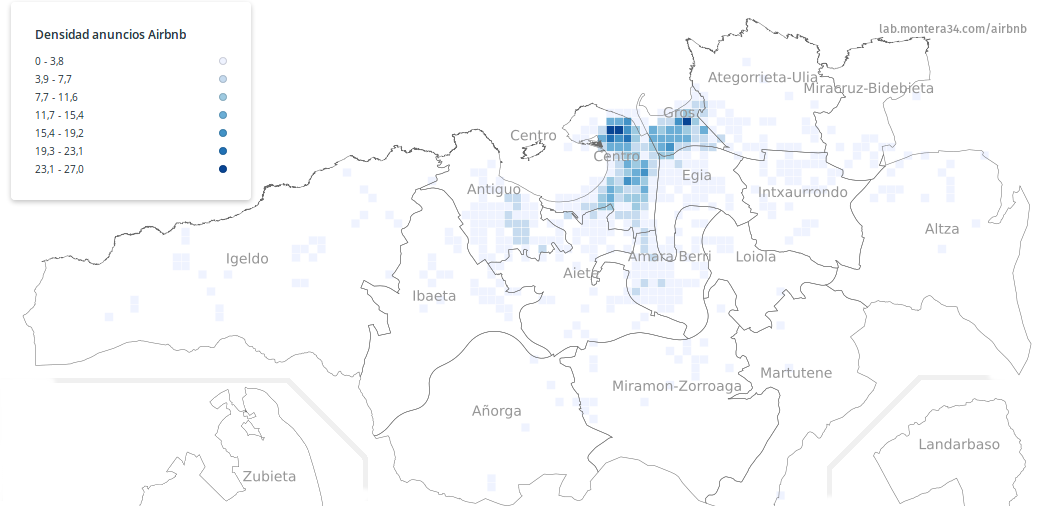 Densidad anuncios Airbnb
0 - 3,8
3,9 - 7,7
7,7 - 11,6
11,7 - 15,4
15,4 - 19,2
19,3 - 23,1
23,1 - 27,0
lab.montera34.com/airbnb
Ategorrieta-Ulia
Miracruz-Bidebieta
Gros
Centro
Centro
Egia
Antiguo
Intxaurrondo
Altza
Igeldo
Amara Berri
Loiola
Aiete
Ibaeta
Martutene
Miramon-Zorroaga
Añorga
Landarbaso
Zubieta